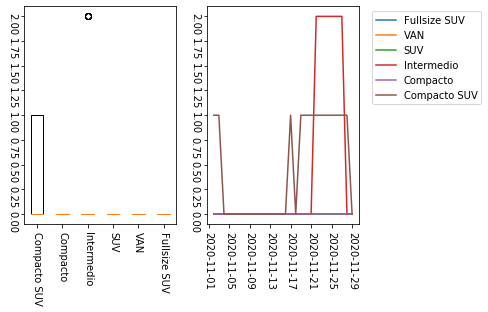 2.00
1.75
1.50
1.25
1.00
0.75
0.50
0.25
0.00
Compacto SUV
Compacto
Intermedio
SUV
VAN
Fullsize SUV
2.00
1.75
1.50
1.25
1.00
0.75
0.50
0.25
0.00
2020-11-01
2020-11-05
2020-11-09
2020-11-13
2020-11-17
2020-11-21
2020-11-25
2020-11-29
Fullsize SUV
VAN
SUV
Intermedio
Compacto
Compacto SUV